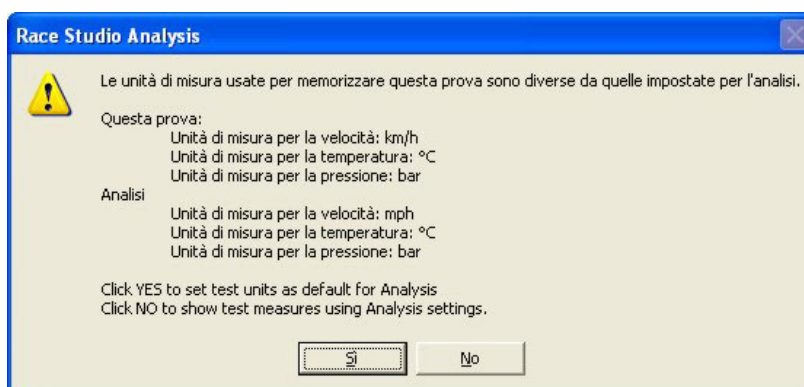 Race Studio Analysis
Le unità di misura usate per memorizzare questa prova sono diverse da quelle impostate per l'analisi.
Questa prova:
Unità di misura per la velocità: km/h
Unità di misura per la temperatura: °C
Unità di misura per la pressione: bar
Analisi
Unità di misura per la velocità: mph
Unità di misura per la temperatura: °C
Unità di misura per la pressione: bar
Click YES to set test units as default for Analysis
Click NO to show test measures using Analysis settings.
Sì
No